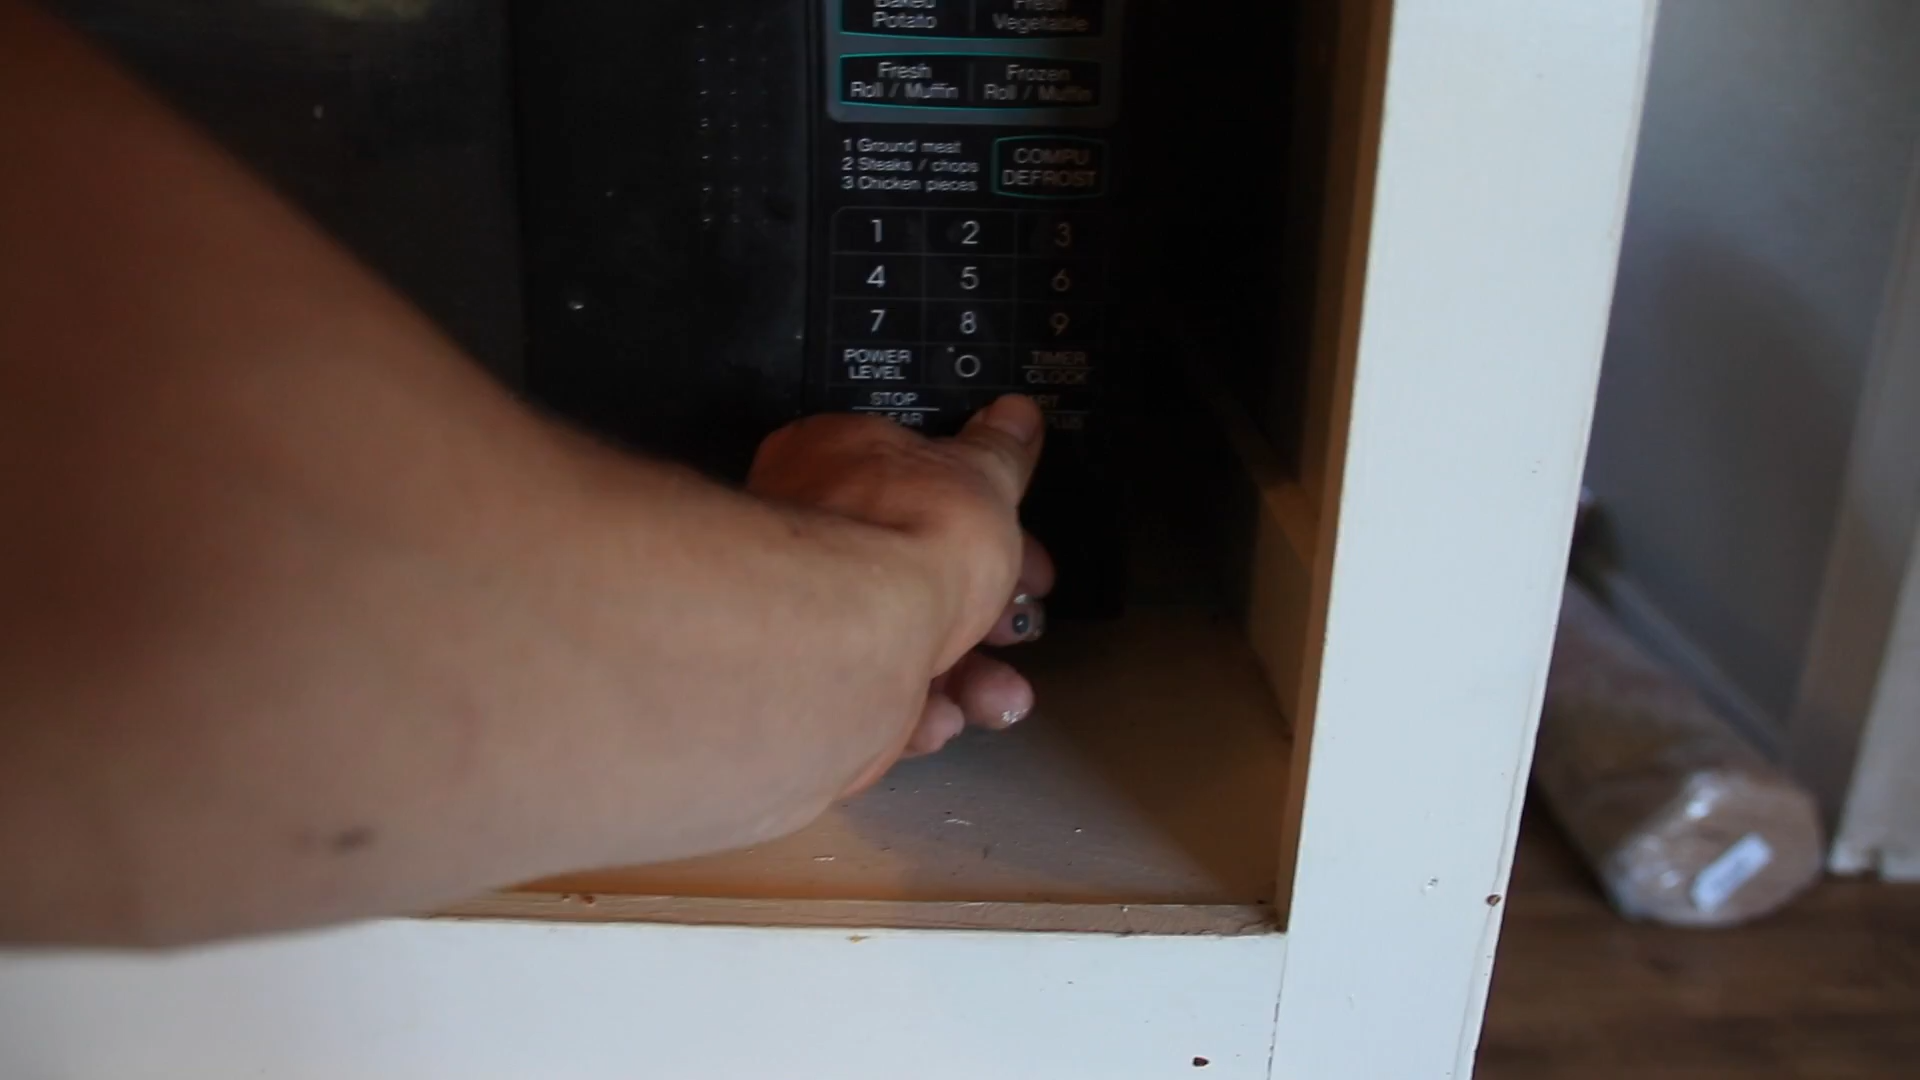 Baked Fresh
Potato Vegetable
Fresh Frozen
Roll / Muffin Roll / Muffin
1 Ground meat
2 Steaks / chops
3 Chicken pieces
COMPU
DEFROST
1 2 3
4 5 6
7 8 9
POWER
LEVEL
0
TIMER
CLOCK
STOP
CLEAR